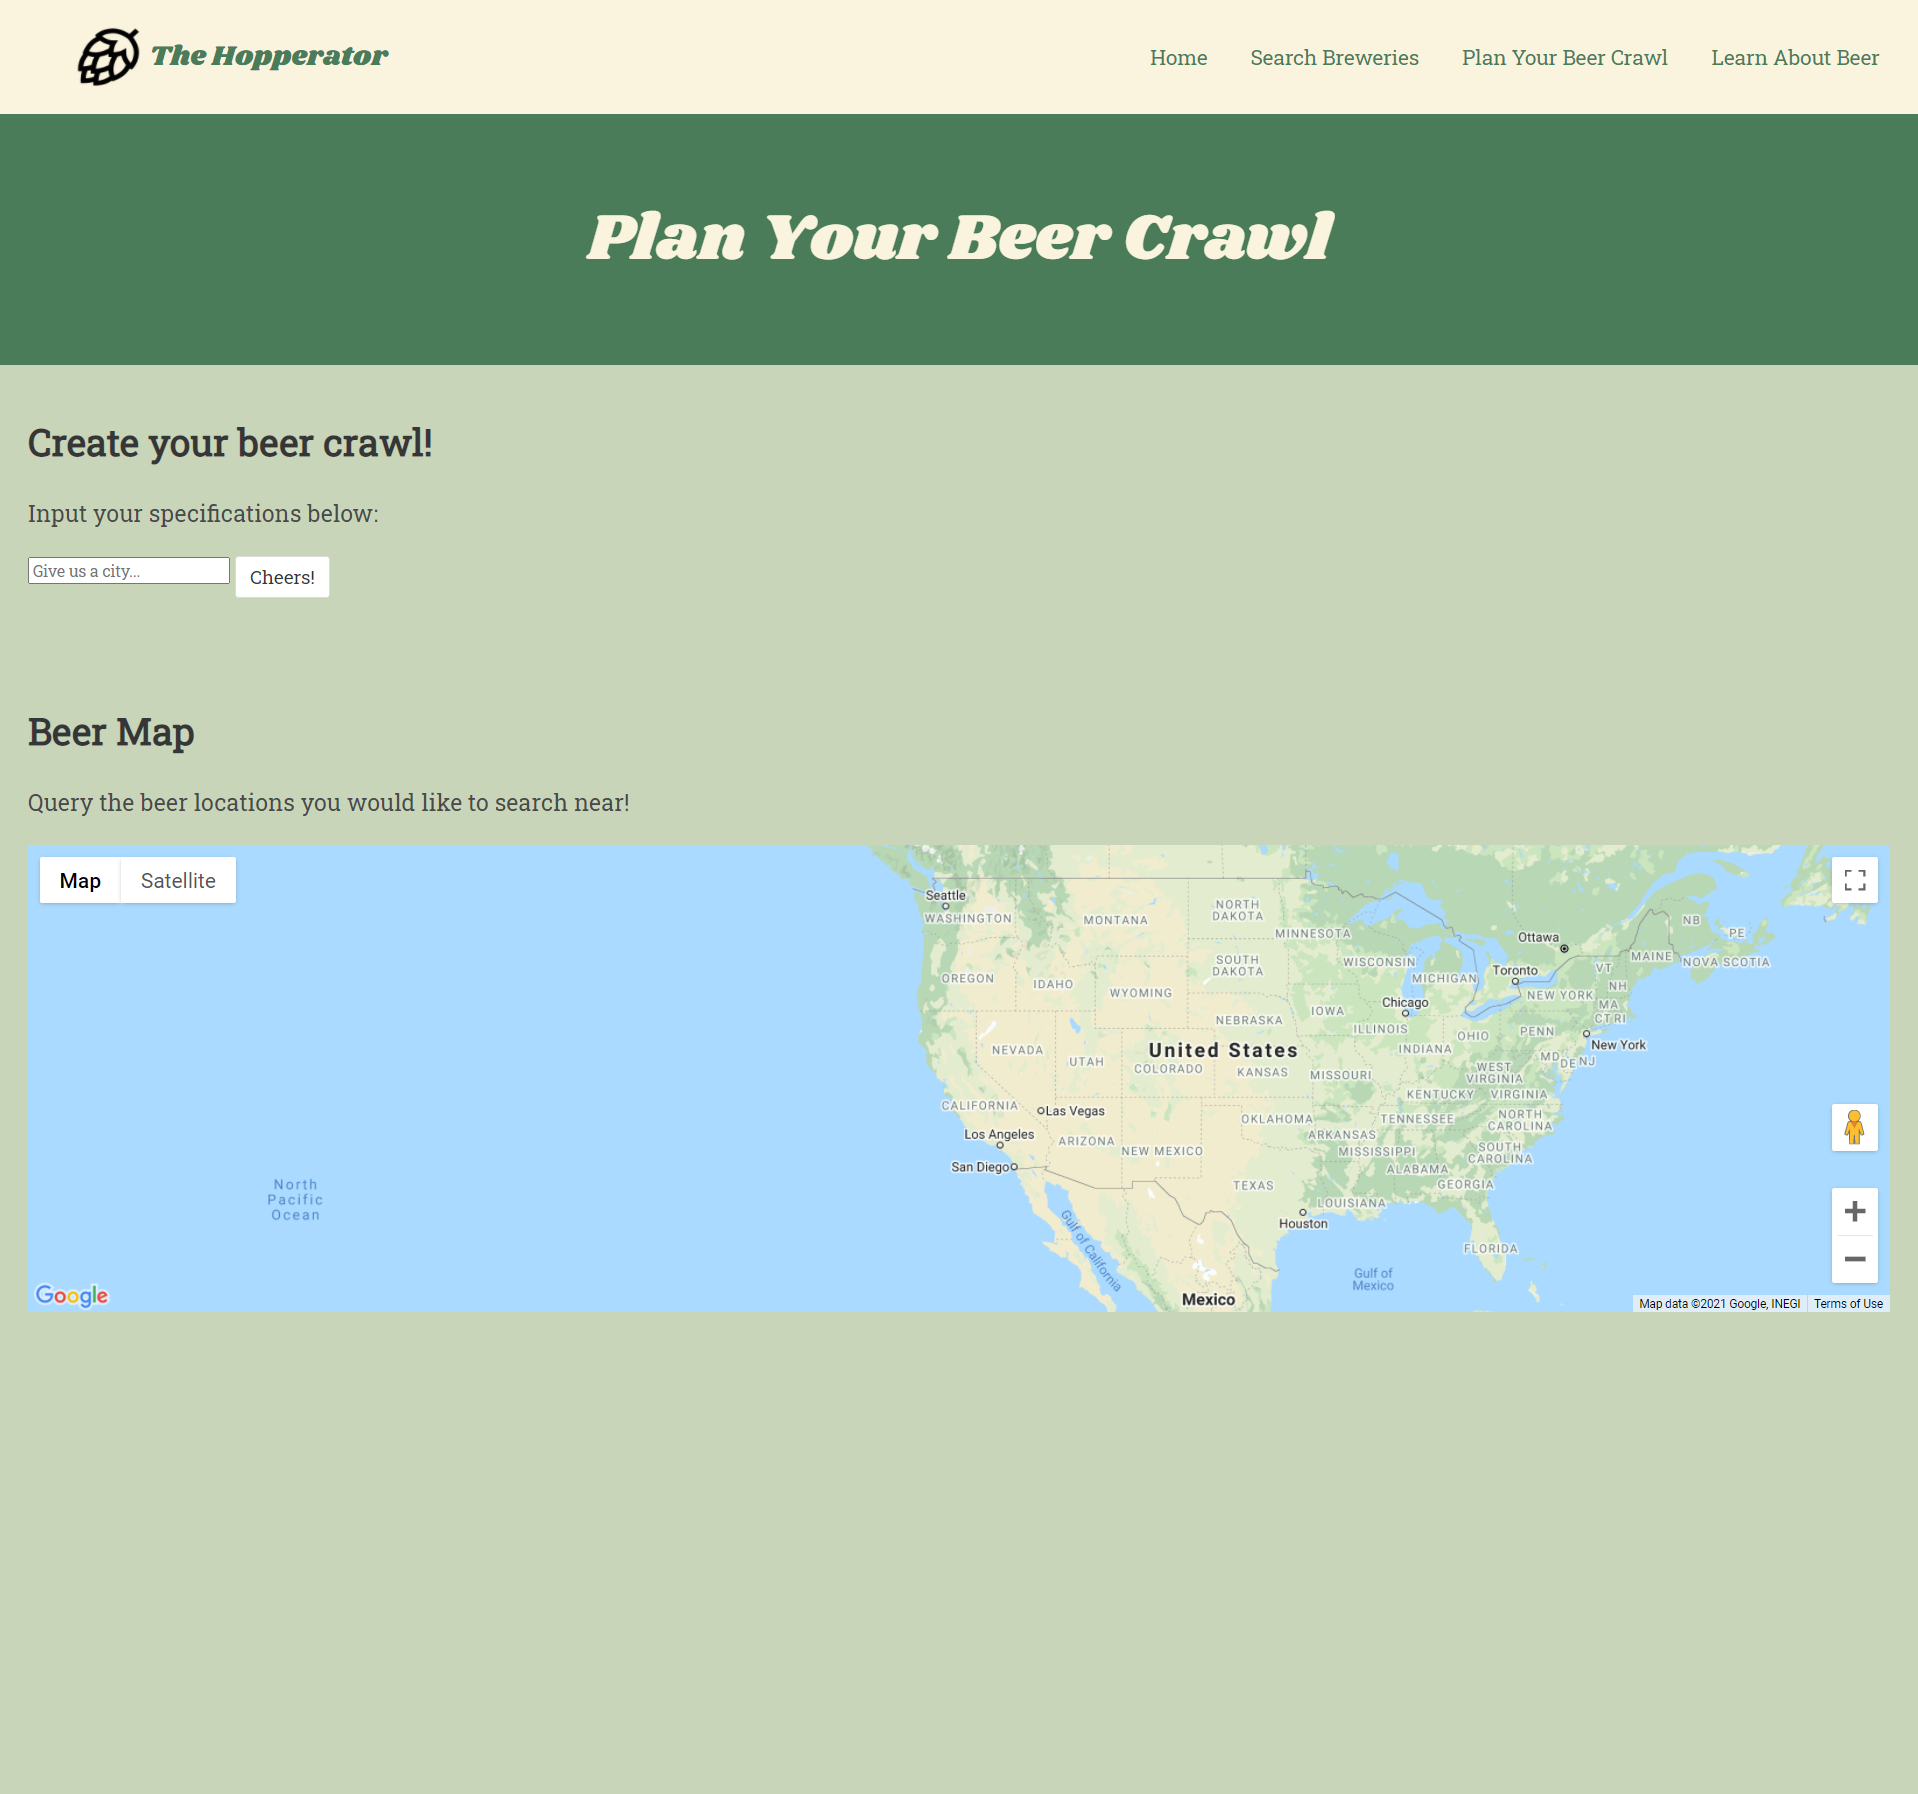 The Hopperator
Home Search Breweries Plan Your Beer Crawl Learn About Beer
Plan Your Beer Crawl
Create your beer crawl!
Input your specifications below:
Give us a city...
Cheers!
Beer Map
Query the beer locations you would like to search near!
Map Satellite
Seattle
WASHINGTON
MONTANA
NORTH
DAKOTA
MINNESOTA
Ottawa
NB
PE
OREGON
IDAHO
WYOMING
SOUTH
DAKOTA
WISCONSIN
MICHIGAN
Toronto
VT
MAINE
NOVA SCOTIA
NH
NEW YORK
MA
CT RI
Chicago
IOWA
NEBRASKA
ILLINOIS
INDIANA
OHIO
PENN
New York
NEVADA
UTAH
United States
COLORADO
KANSAS
MISSOURI
WEST
VIRGINIA
MD
DE
NJ
KENTUCKY
VIRGINIA
CALIFORNIA
Las Vegas
Los Angeles
San Diego
ARIZONA
NEW MEXICO
OKLAHOMA
ARKANSAS
TENNESSEE
NORTH
CAROLINA
MISSISSIPPI
SOUTH
CAROLINA
ALABAMA
GEORGIA
TEXAS
LOUISIANA
Houston
FLORIDA
North
Pacific
Ocean
Gulf of California
Gulf of
Mexico
Mexico
Google
Map data ©2021 Google, INEGI Terms of Use